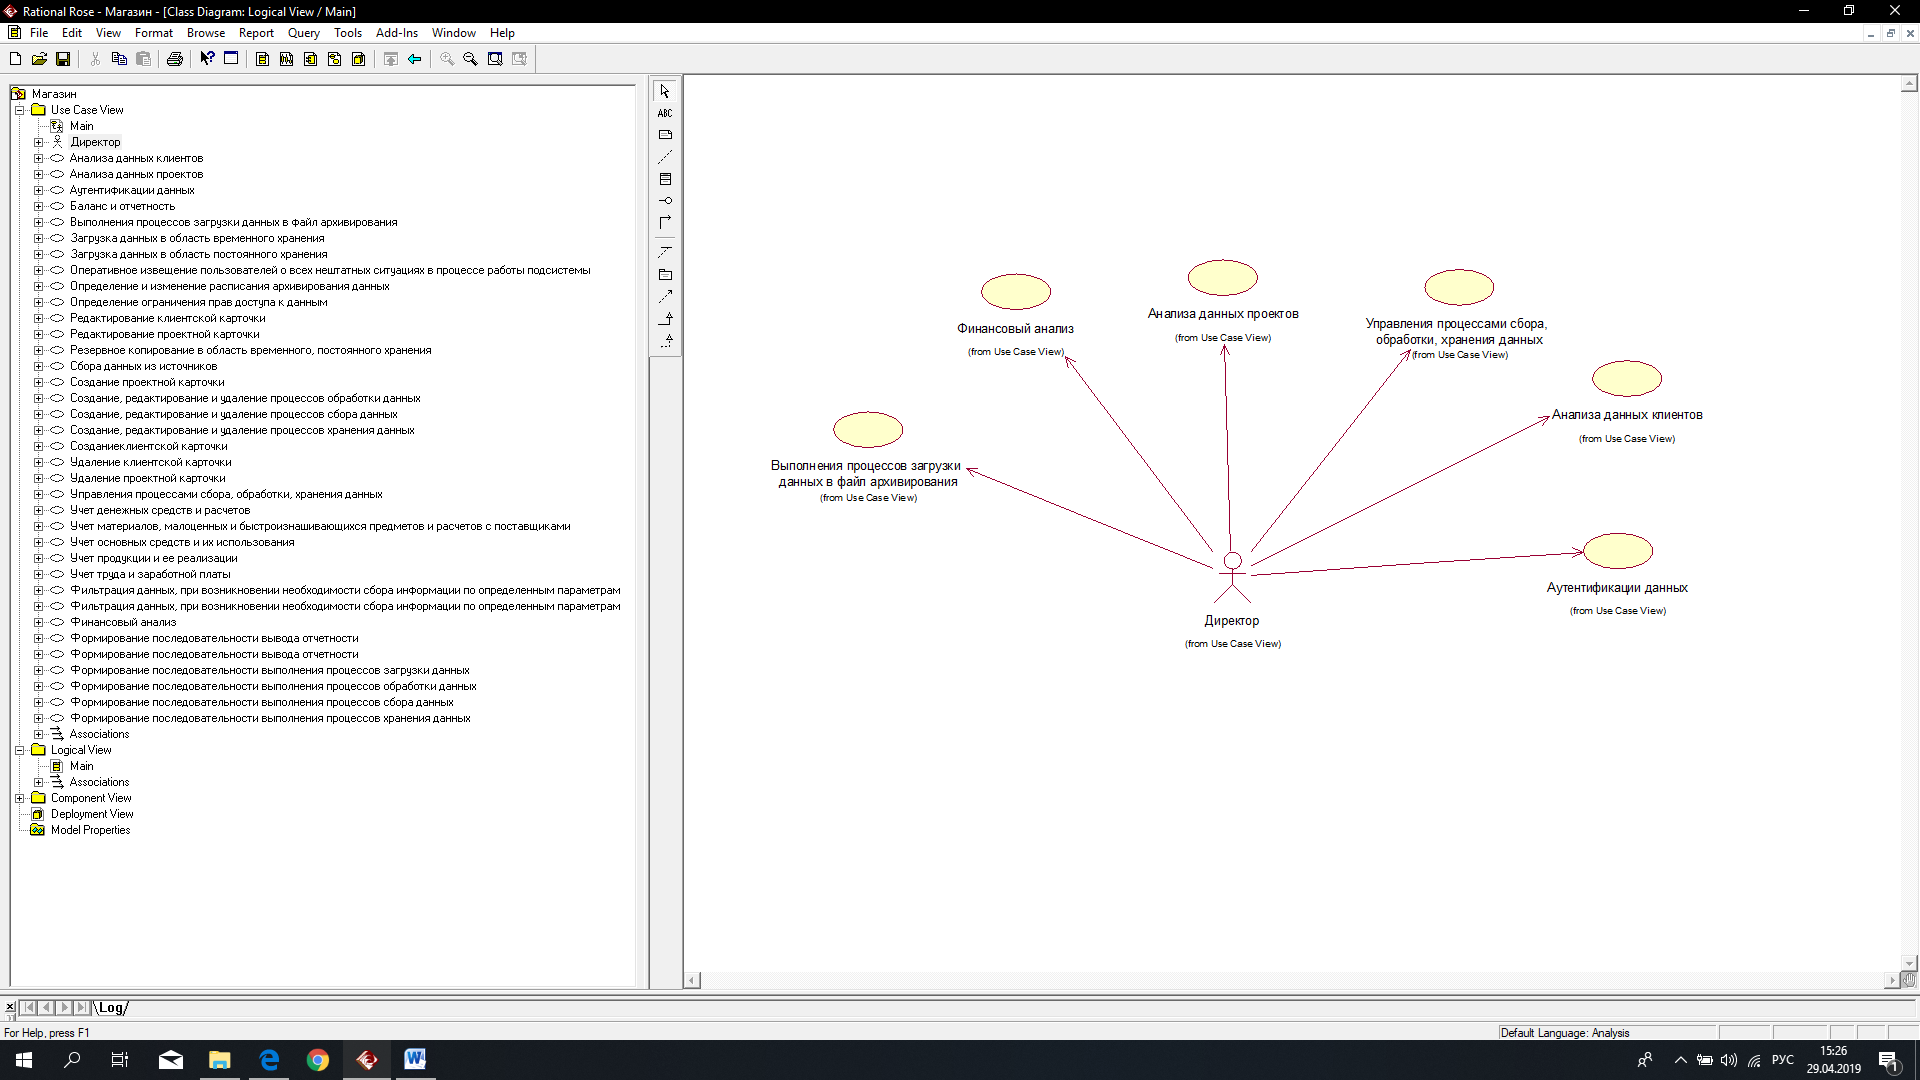 Rational Rose - Магазин - [Class Diagram: Logical View / Main]
File Edit View Format Browse Report Query Tools Add-Ins Window Help
Магазин
Use Case View
Main
Директор
Анализа данных клиентов
Анализа данных проектов
Аутентификации данных
Баланс и отчетность
Выполнения процессов загрузки данных в файл архивирования
Загрузка данных в область временного хранения
Загрузка данных в область постоянного хранения
Оперативное извещение пользователей о всех нештатных ситуациях в процессе работы подсистемы
Определение и изменение расписания архивирования данных
Определение ограничения прав доступа к данным
Редактирование клиентской карточки
Редактирование проектной карточки
Резервное копирование в область временного, постоянного хранения
Сбора данных из источников
Создание проектной карточки
Создание, редактирование и удаление процессов обработки данных
Создание, редактирование и удаление процессов сбора данных
Создание, редактирование и удаление процессов хранения данных
Созданиеклиентской карточки
Удаление клиентской карточки
Удаление проектной карточки
Управления процессами сбора, обработки, хранения данных
Учет денежных средств и расчетов
Учет материалов, малоценных и быстроизнашивающихся предметов и расчетов с поставщиками
Учет основных средств и их использования
Учет продукции и ее реализации
Учет труда и заработной платы
Фильтрация данных, при возникновении необходимости сбора информации по определенным параметрам
Фильтрация данных, при возникновении необходимости сбора информации по определенным параметрам
Финансовый анализ
Формирование последовательности вывода отчетности
Формирование последовательности вывода отчетности
Формирование последовательности выполнения процессов загрузки данных
Формирование последовательности выполнения процессов обработки данных
Формирование последовательности выполнения процессов сбора данных
Формирование последовательности выполнения процессов хранения данных
Associations
Logical View
Main
Associations
Component View
Deployment View
Model Properties
ABC
Финансовый анализ
(from Use Case View)
Анализа данных проектов
(from Use Case View)
Управления процессами сбора,
обработки, хранения данных
(from Use Case View)
Анализа данных клиентов
(from Use Case View)
Выполнения процессов загрузки
данных в файл архивирования
(from Use Case View)
Аутентификации данных
(from Use Case View)
Директор
(from Use Case View)
Log
For Help, press F1
Default Language: Analysis
РУС
15:26
29.04.2019
1